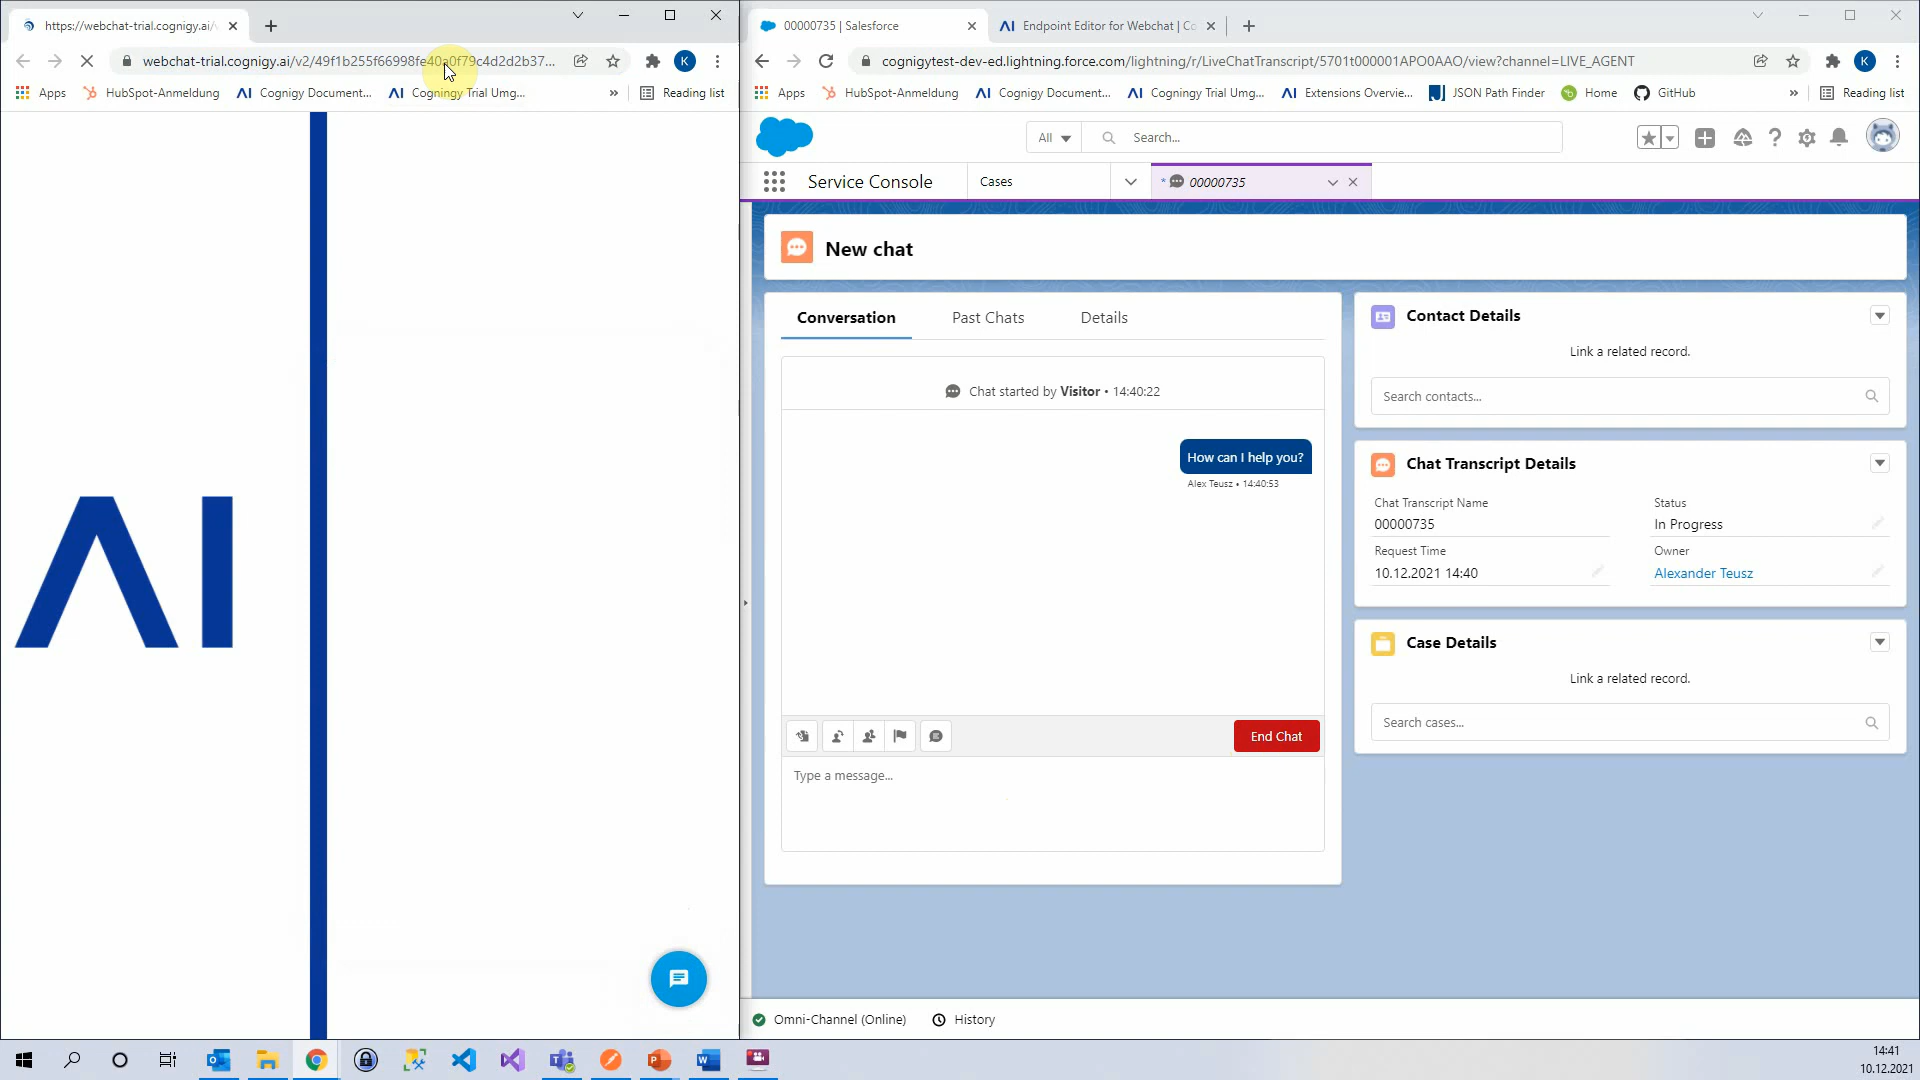 https://webchat-trial.cognigy.ai/
webchat-trial.cognigy.ai/v2/49f1b255f66998fe40a0f79c4d2d2b37...
K
Apps
HubSpot-Anmeldung
Cognigy Document...
Cogningy Trial Umg...
»
Reading list
AI
00000735 | Salesforce
Endpoint Editor for Webchat | Co
cognigytest-dev-ed.lightning.force.com/lightning/r/LiveChatTranscript/5701t000001APO0AAO/view?channel=LIVE_AGENT
K
Apps
HubSpot-Anmeldung
Cognigy Document...
Cogningy Trial Umg...
Extensions Overvie...
JSON Path Finder
Home
GitHub
»
Reading list
All
Search...
Service Console
Cases
* 00000735
New chat
Conversation
Past Chats
Details
Chat started by Visitor • 14:40:22
How can I help you?
Alex Teusz • 14:40:53
End Chat
Type a message...
Contact Details
Link a related record.
Search contacts...
Chat Transcript Details
Chat Transcript Name
00000735
Status
In Progress
Request Time
10.12.2021 14:40
Owner
Alexander Teusz
Case Details
Link a related record.
Search cases...
Omni-Channel (Online)
History
14:41
10.12.2021